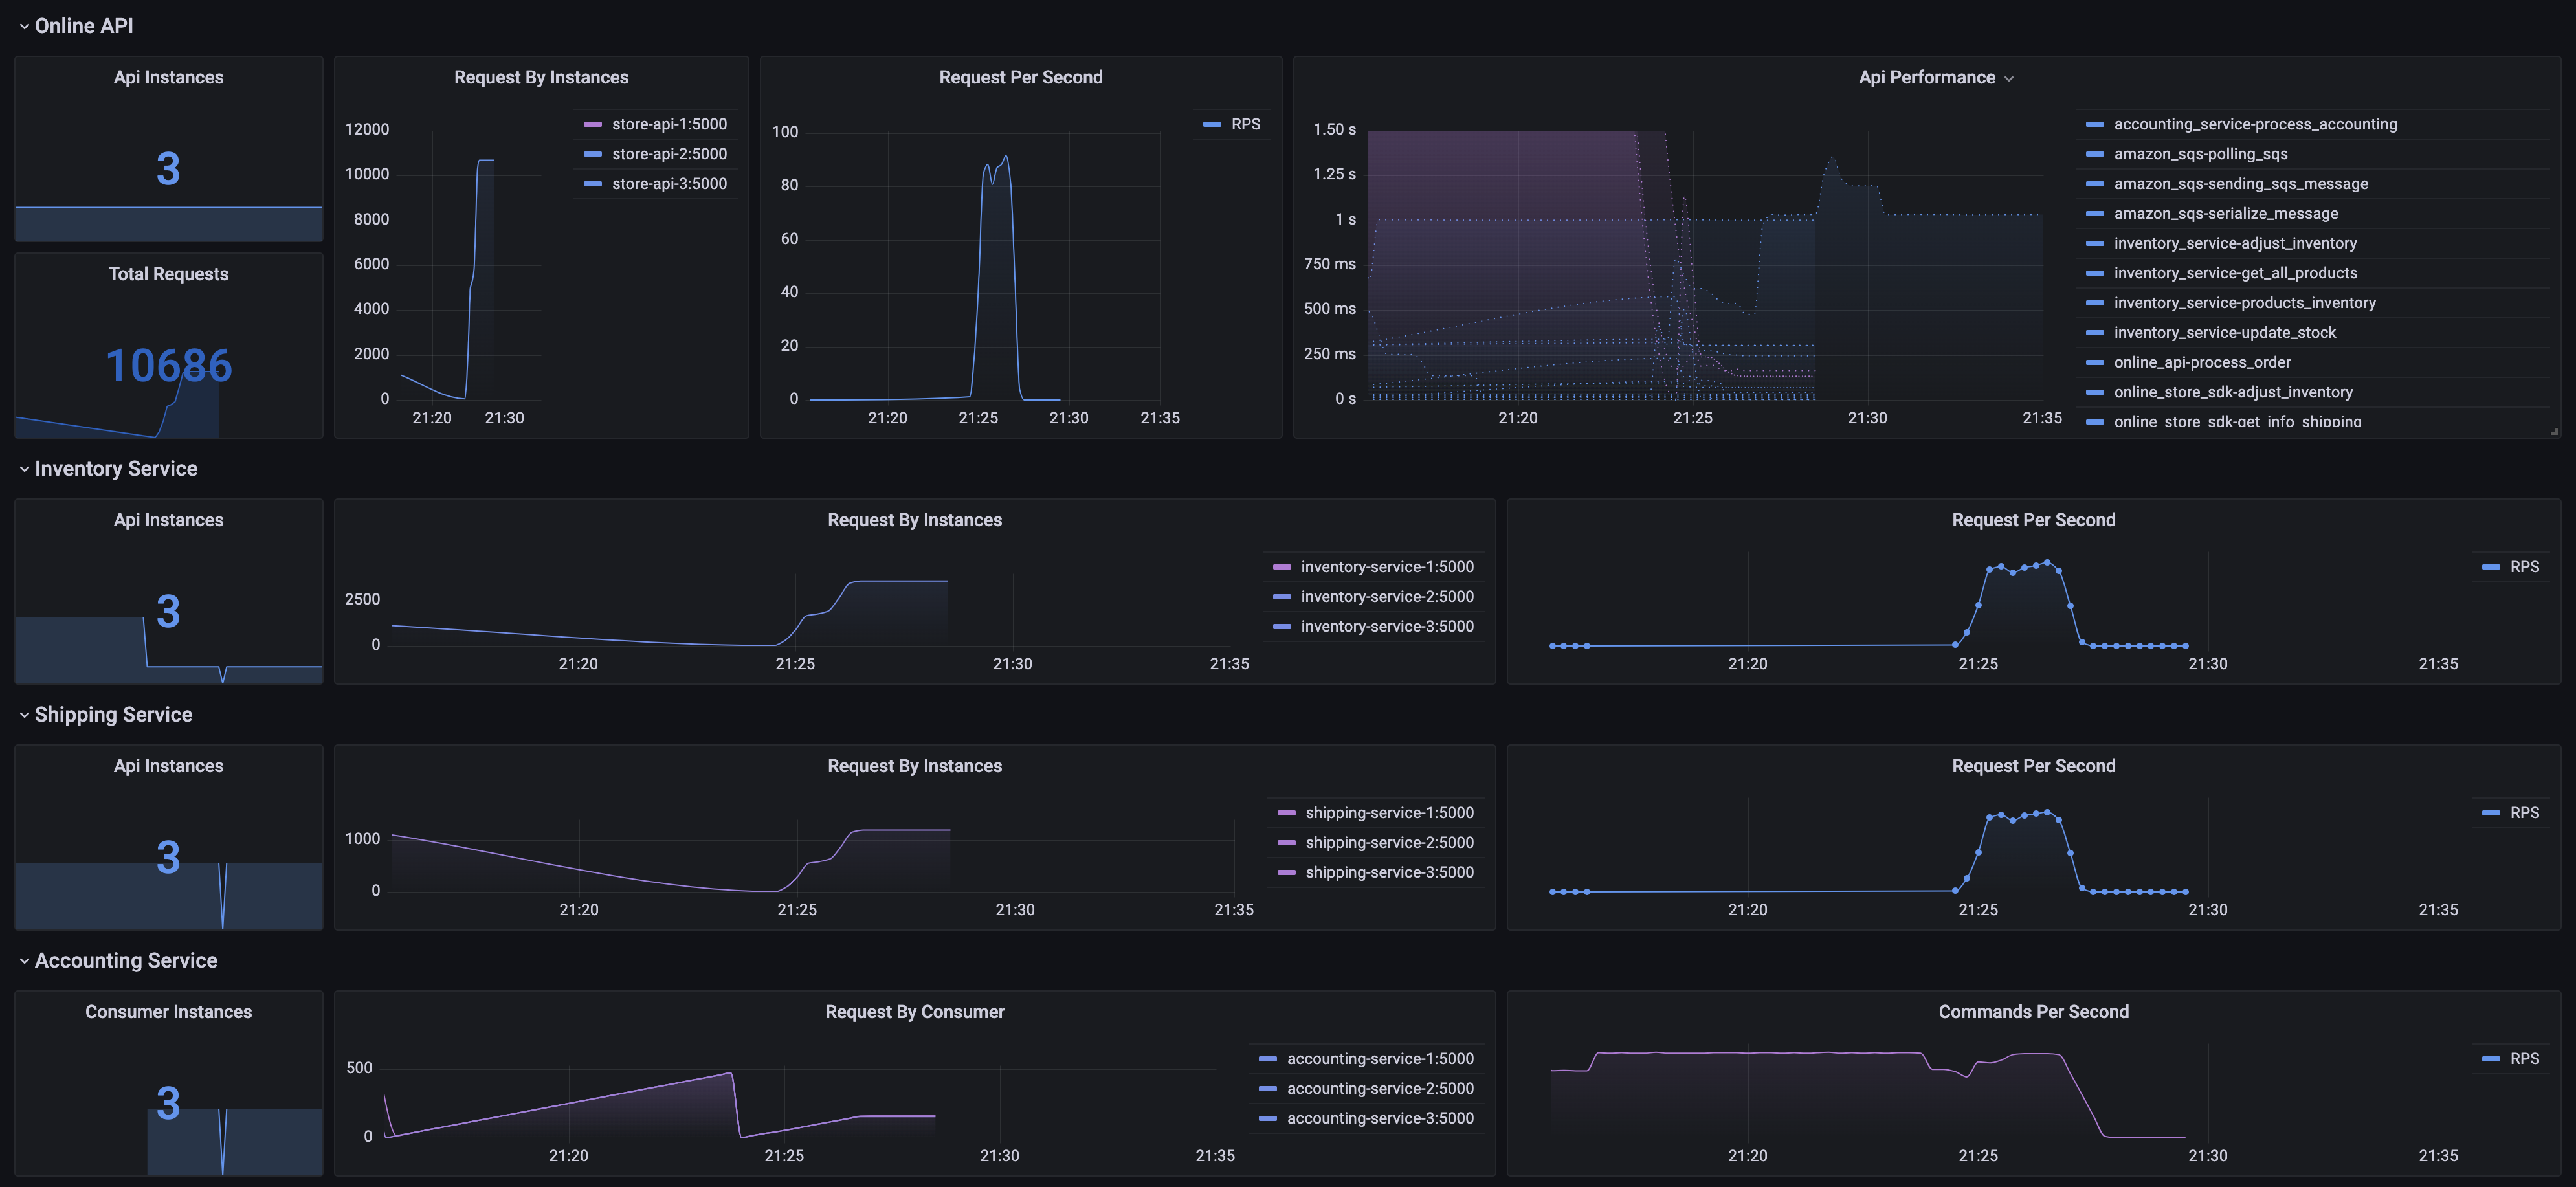 Online API
Api Instances
3
Total Requests
10686
Request By Instances
12000
10000
8000
6000
4000
2000
0
21:20 21:30
store-api-1:5000
store-api-2:5000
store-api-3:5000
Request Per Second
100
80
60
40
20
0
21:20 21:25 21:30 21:35
RPS
Api Performance
1.50 s
1.25 s
1 s
750 ms
500 ms
250 ms
0 s
21:20 21:25 21:30 21:35
accounting_service-process_accounting
amazon_sqs-polling_sqs
amazon_sqs-sending_sqs_message
amazon_sqs-serialize_message
inventory_service-adjust_inventory
inventory_service-get_all_products
inventory_service-products_inventory
inventory_service-update_stock
online_api-process_order
online_store_sdk-adjust_inventory
online_store_sdk-get_info_shipping
Inventory Service
Api Instances
3
Request By Instances
2500
0
21:20 21:25 21:30 21:35
inventory-service-1:5000
inventory-service-2:5000
inventory-service-3:5000
Request Per Second
21:20 21:25 21:30 21:35
RPS
Shipping Service
Api Instances
3
Request By Instances
1000
0
21:20 21:25 21:30 21:35
shipping-service-1:5000
shipping-service-2:5000
shipping-service-3:5000
Request Per Second
21:20 21:25 21:30 21:35
RPS
Accounting Service
Consumer Instances
3
Request By Consumer
500
0
21:20 21:25 21:30 21:35
accounting-service-1:5000
accounting-service-2:5000
accounting-service-3:5000
Commands Per Second
21:20 21:25 21:30 21:35
RPS